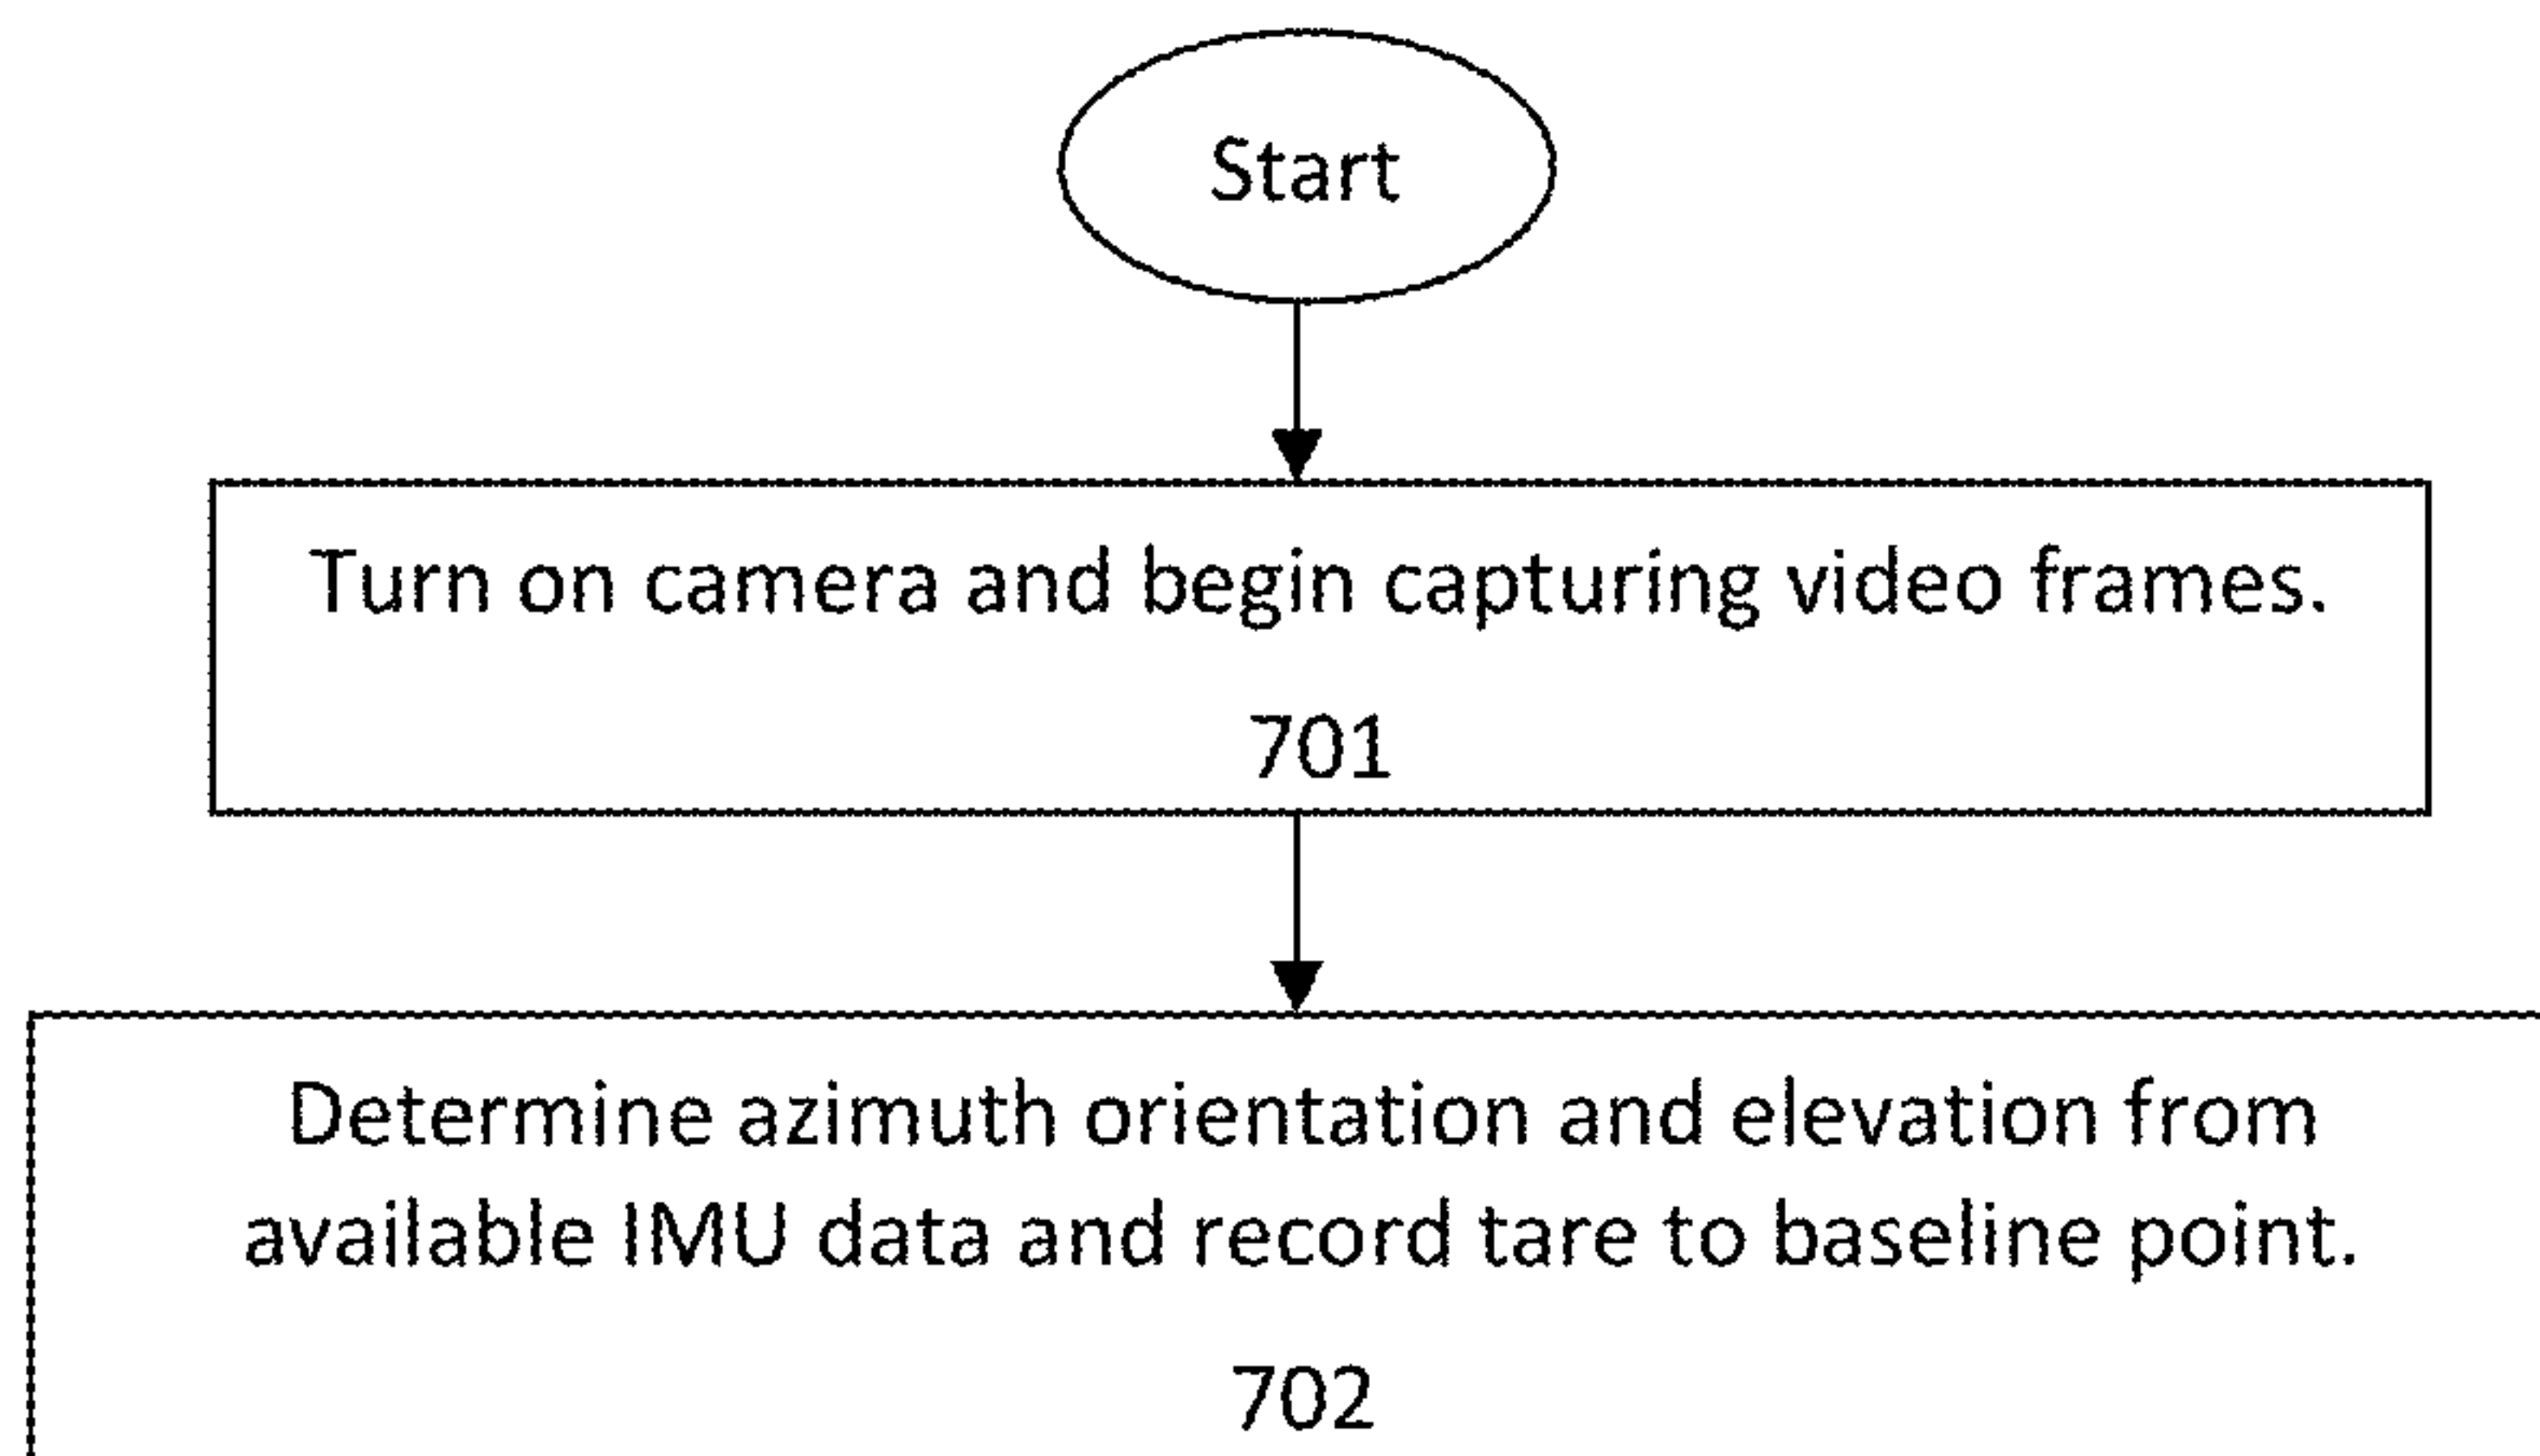 Start
Turn on camera and begin capturing video frames.
701
Determine azimuth orientation and elevation from
available IMU data and record tare to baseline point.
702